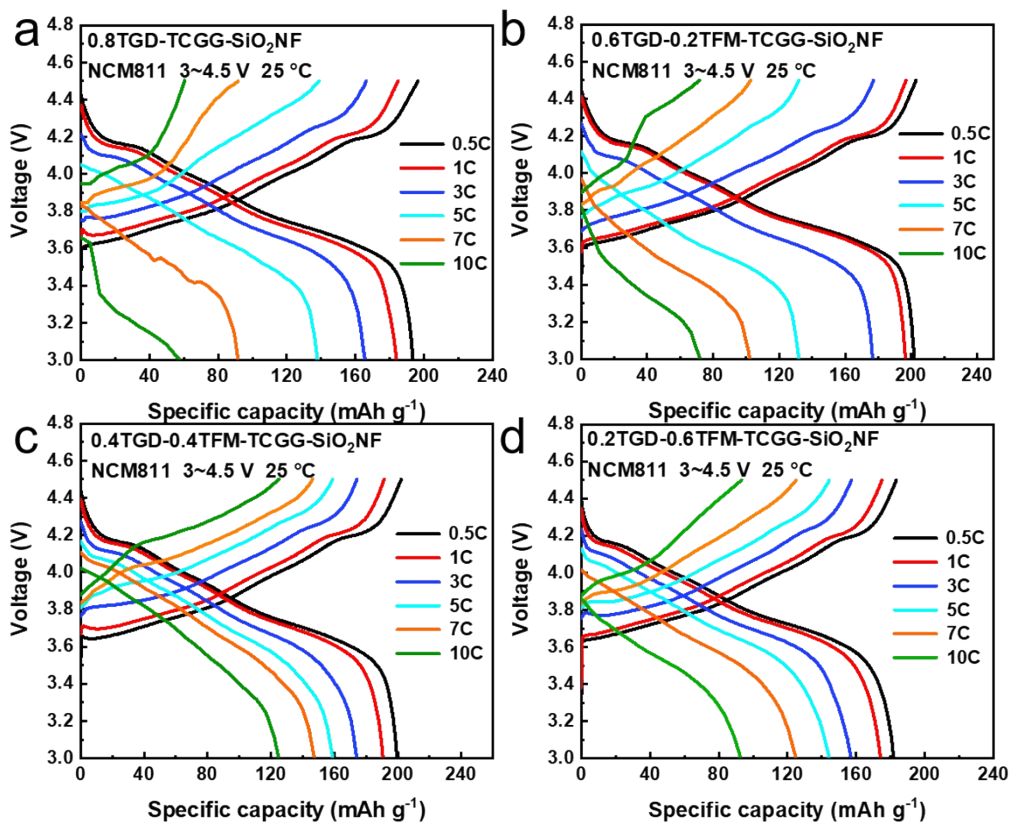 a
0.8TGD-TCGG-SiO₂NF
NCM811 3~4.5 V 25 °C
0.5C
1C
3C
5C
7C
10C
Voltage (V)
4.8
4.5
4.2
3.9
3.6
3.3
3.0
0 40 80 120 160 200 240
Specific capacity (mAh g⁻¹)
b
0.6TGD-0.2TFM-TCGG-SiO₂NF
NCM811 3~4.5 V 25 °C
0.5C
1C
3C
5C
7C
10C
Voltage (V)
4.8
4.6
4.4
4.2
4.0
3.8
3.6
3.4
3.2
3.0
0 40 80 120 160 200 240
Specific capacity (mAh g⁻¹)
c
0.4TGD-0.4TFM-TCGG-SiO₂NF
NCM811 3~4.5 V 25 °C
0.5C
1C
3C
5C
7C
10C
Voltage (V)
4.8
4.6
4.4
4.2
4.0
3.8
3.6
3.4
3.2
3.0
0 40 80 120 160 200 240
Specific capacity (mAh g⁻¹)
d
0.2TGD-0.6TFM-TCGG-SiO₂NF
NCM811 3~4.5 V 25 °C
0.5C
1C
3C
5C
7C
10C
Voltage (V)
4.8
4.6
4.4
4.2
4.0
3.8
3.6
3.4
3.2
3.0
0 40 80 120 160 200 240
Specific capacity (mAh g⁻¹)